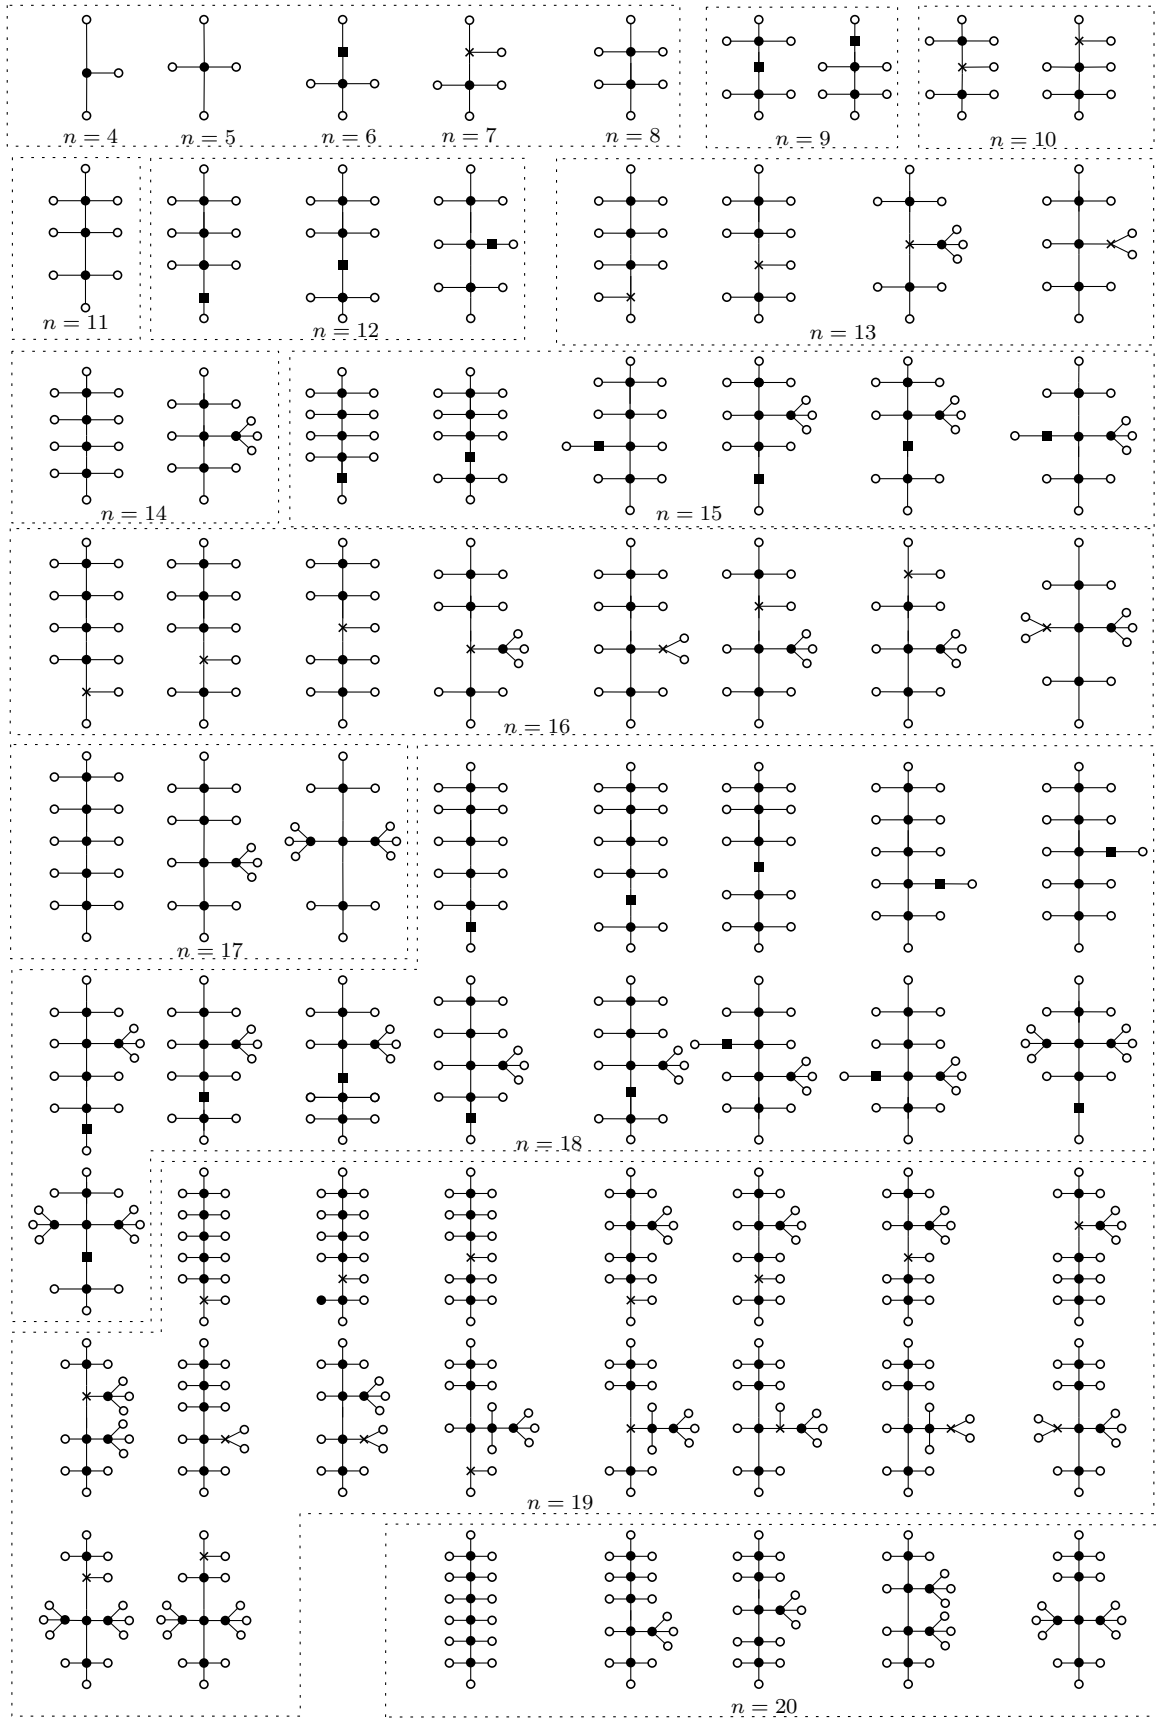 n = 4
n = 5
n = 6
n = 7
n = 8
n = 9
n = 10
n = 11
n = 12
n = 13
n = 14
n = 15
n = 16
n = 17
n = 18
n = 19
n = 20